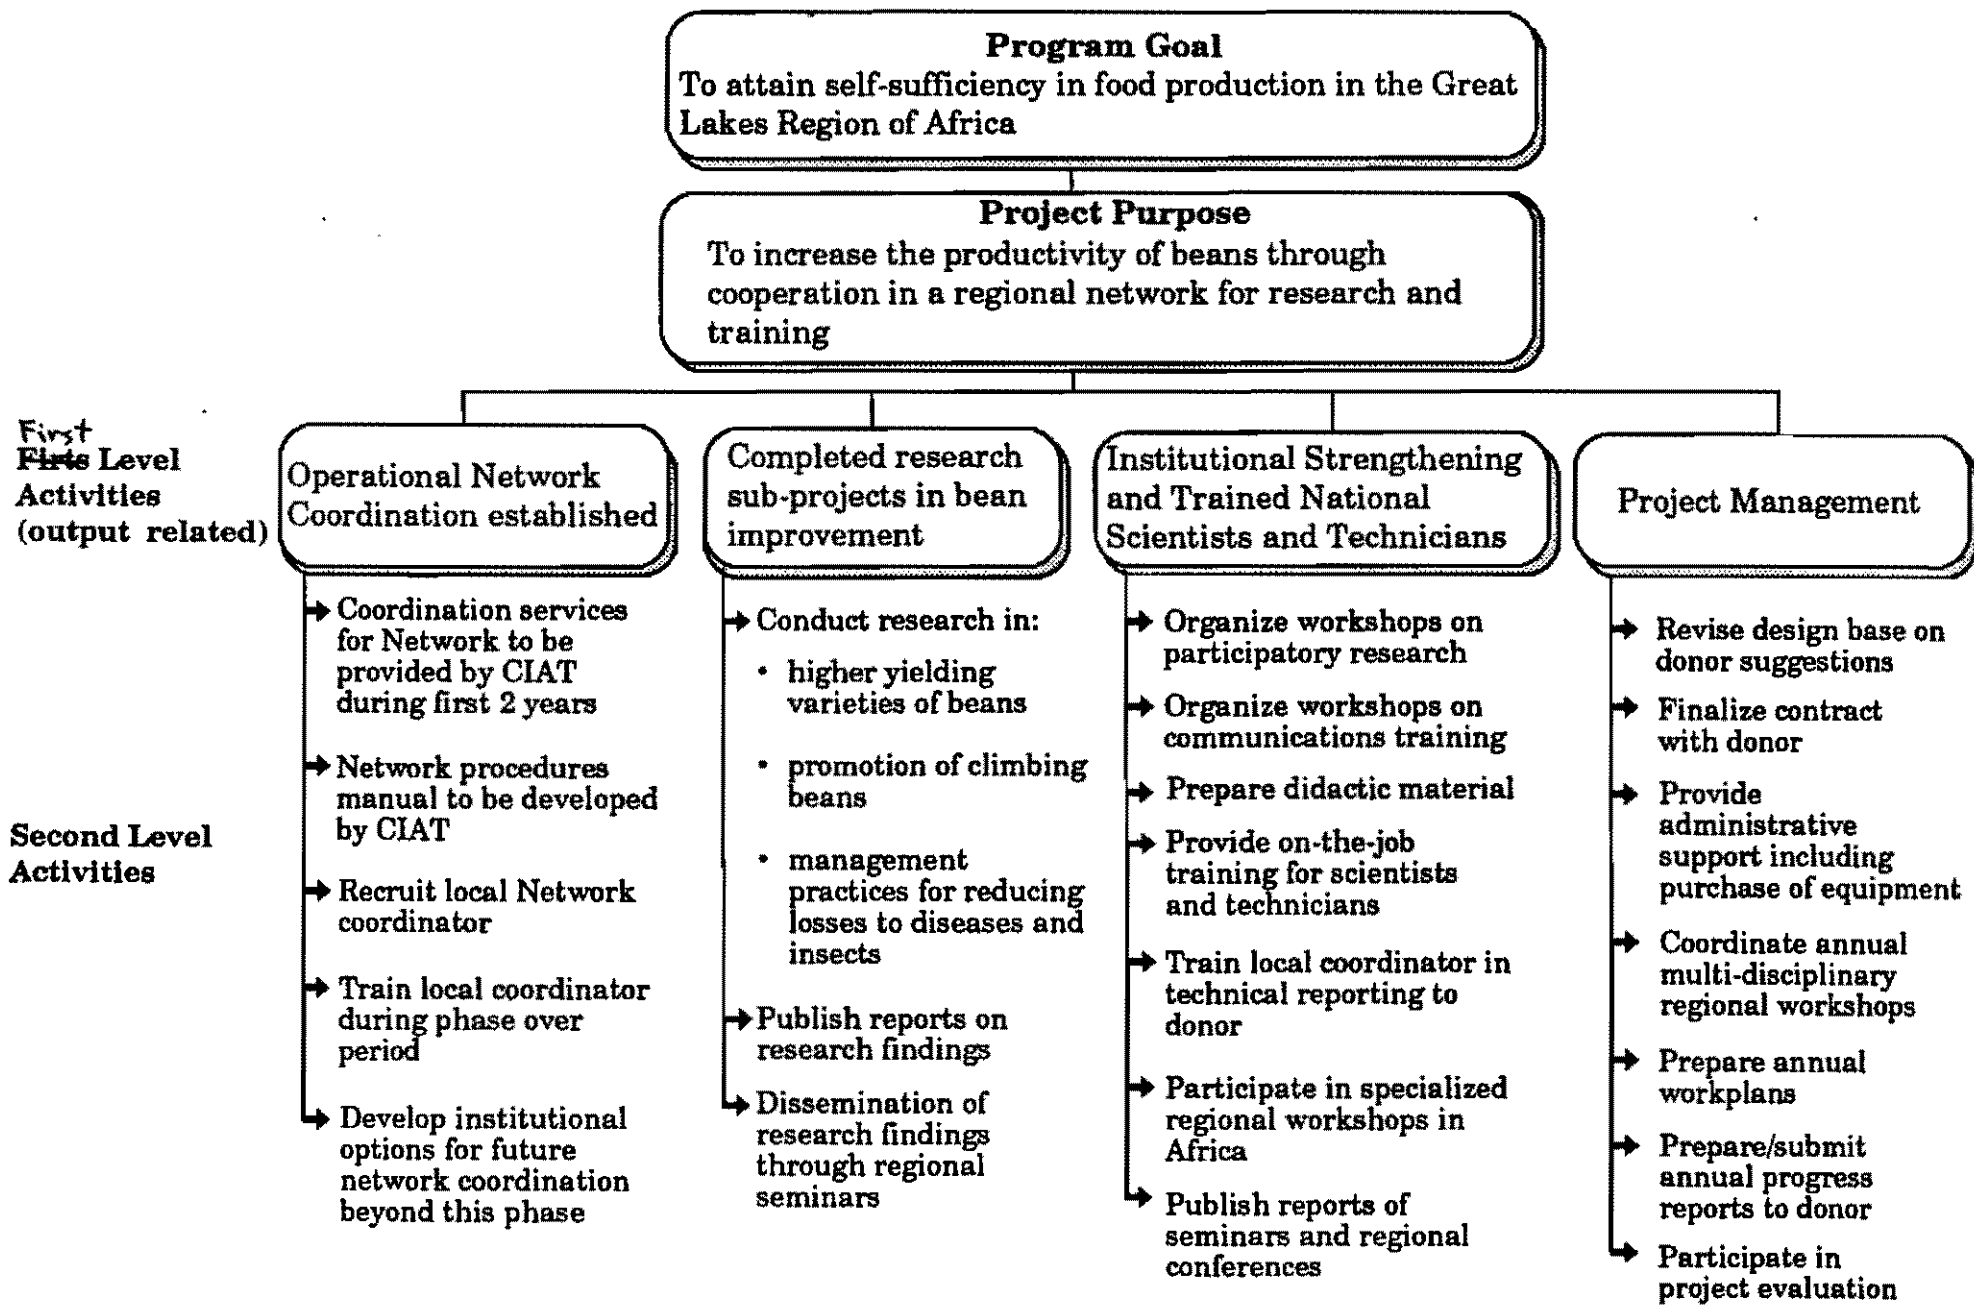 Program Goal
To attain self-sufficiency in food production in the Great
Lakes Region of Africa
Project Purpose
To increase the productivity of beans through
cooperation in a regional network for research and
training
First
Firts Level
Activities
(output related)
Operational Network
Coordination established
Completed research
sub-projects in bean
improvement
Institutional Strengthening
and Trained National
Scientists and Technicians
Project Management
Second Level
Activities
Coordination services
for Network to be
provided by CIAT
during first 2 years
Network procedures
manual to be developed
by CIAT
Recruit local Network
coordinator
Train local coordinator
during phase over
period
Develop institutional
options for future
network coordination
beyond this phase
Conduct research in:
• higher yielding
varieties of beans
• promotion of climbing
beans
• management
practices for reducing
losses to diseases and
insects
Publish reports on
research findings
Dissemination of
research findings
through regional
seminars
Organize workshops on
participatory research
Organize workshops on
communications training
Prepare didactic material
Provide on-the-job
training for scientists
and technicians
Train local coordinator in
technical reporting to
donor
Participate in specialized
regional workshops in
Africa
Publish reports of
seminars and regional
conferences
Revise design base on
donor suggestions
Finalize contract
with donor
Provide
administrative
support including
purchase of equipment
Coordinate annual
multi-disciplinary
regional workshops
Prepare annual
workplans
Prepare/submit
annual progress
reports to donor
Participate in
project evaluation